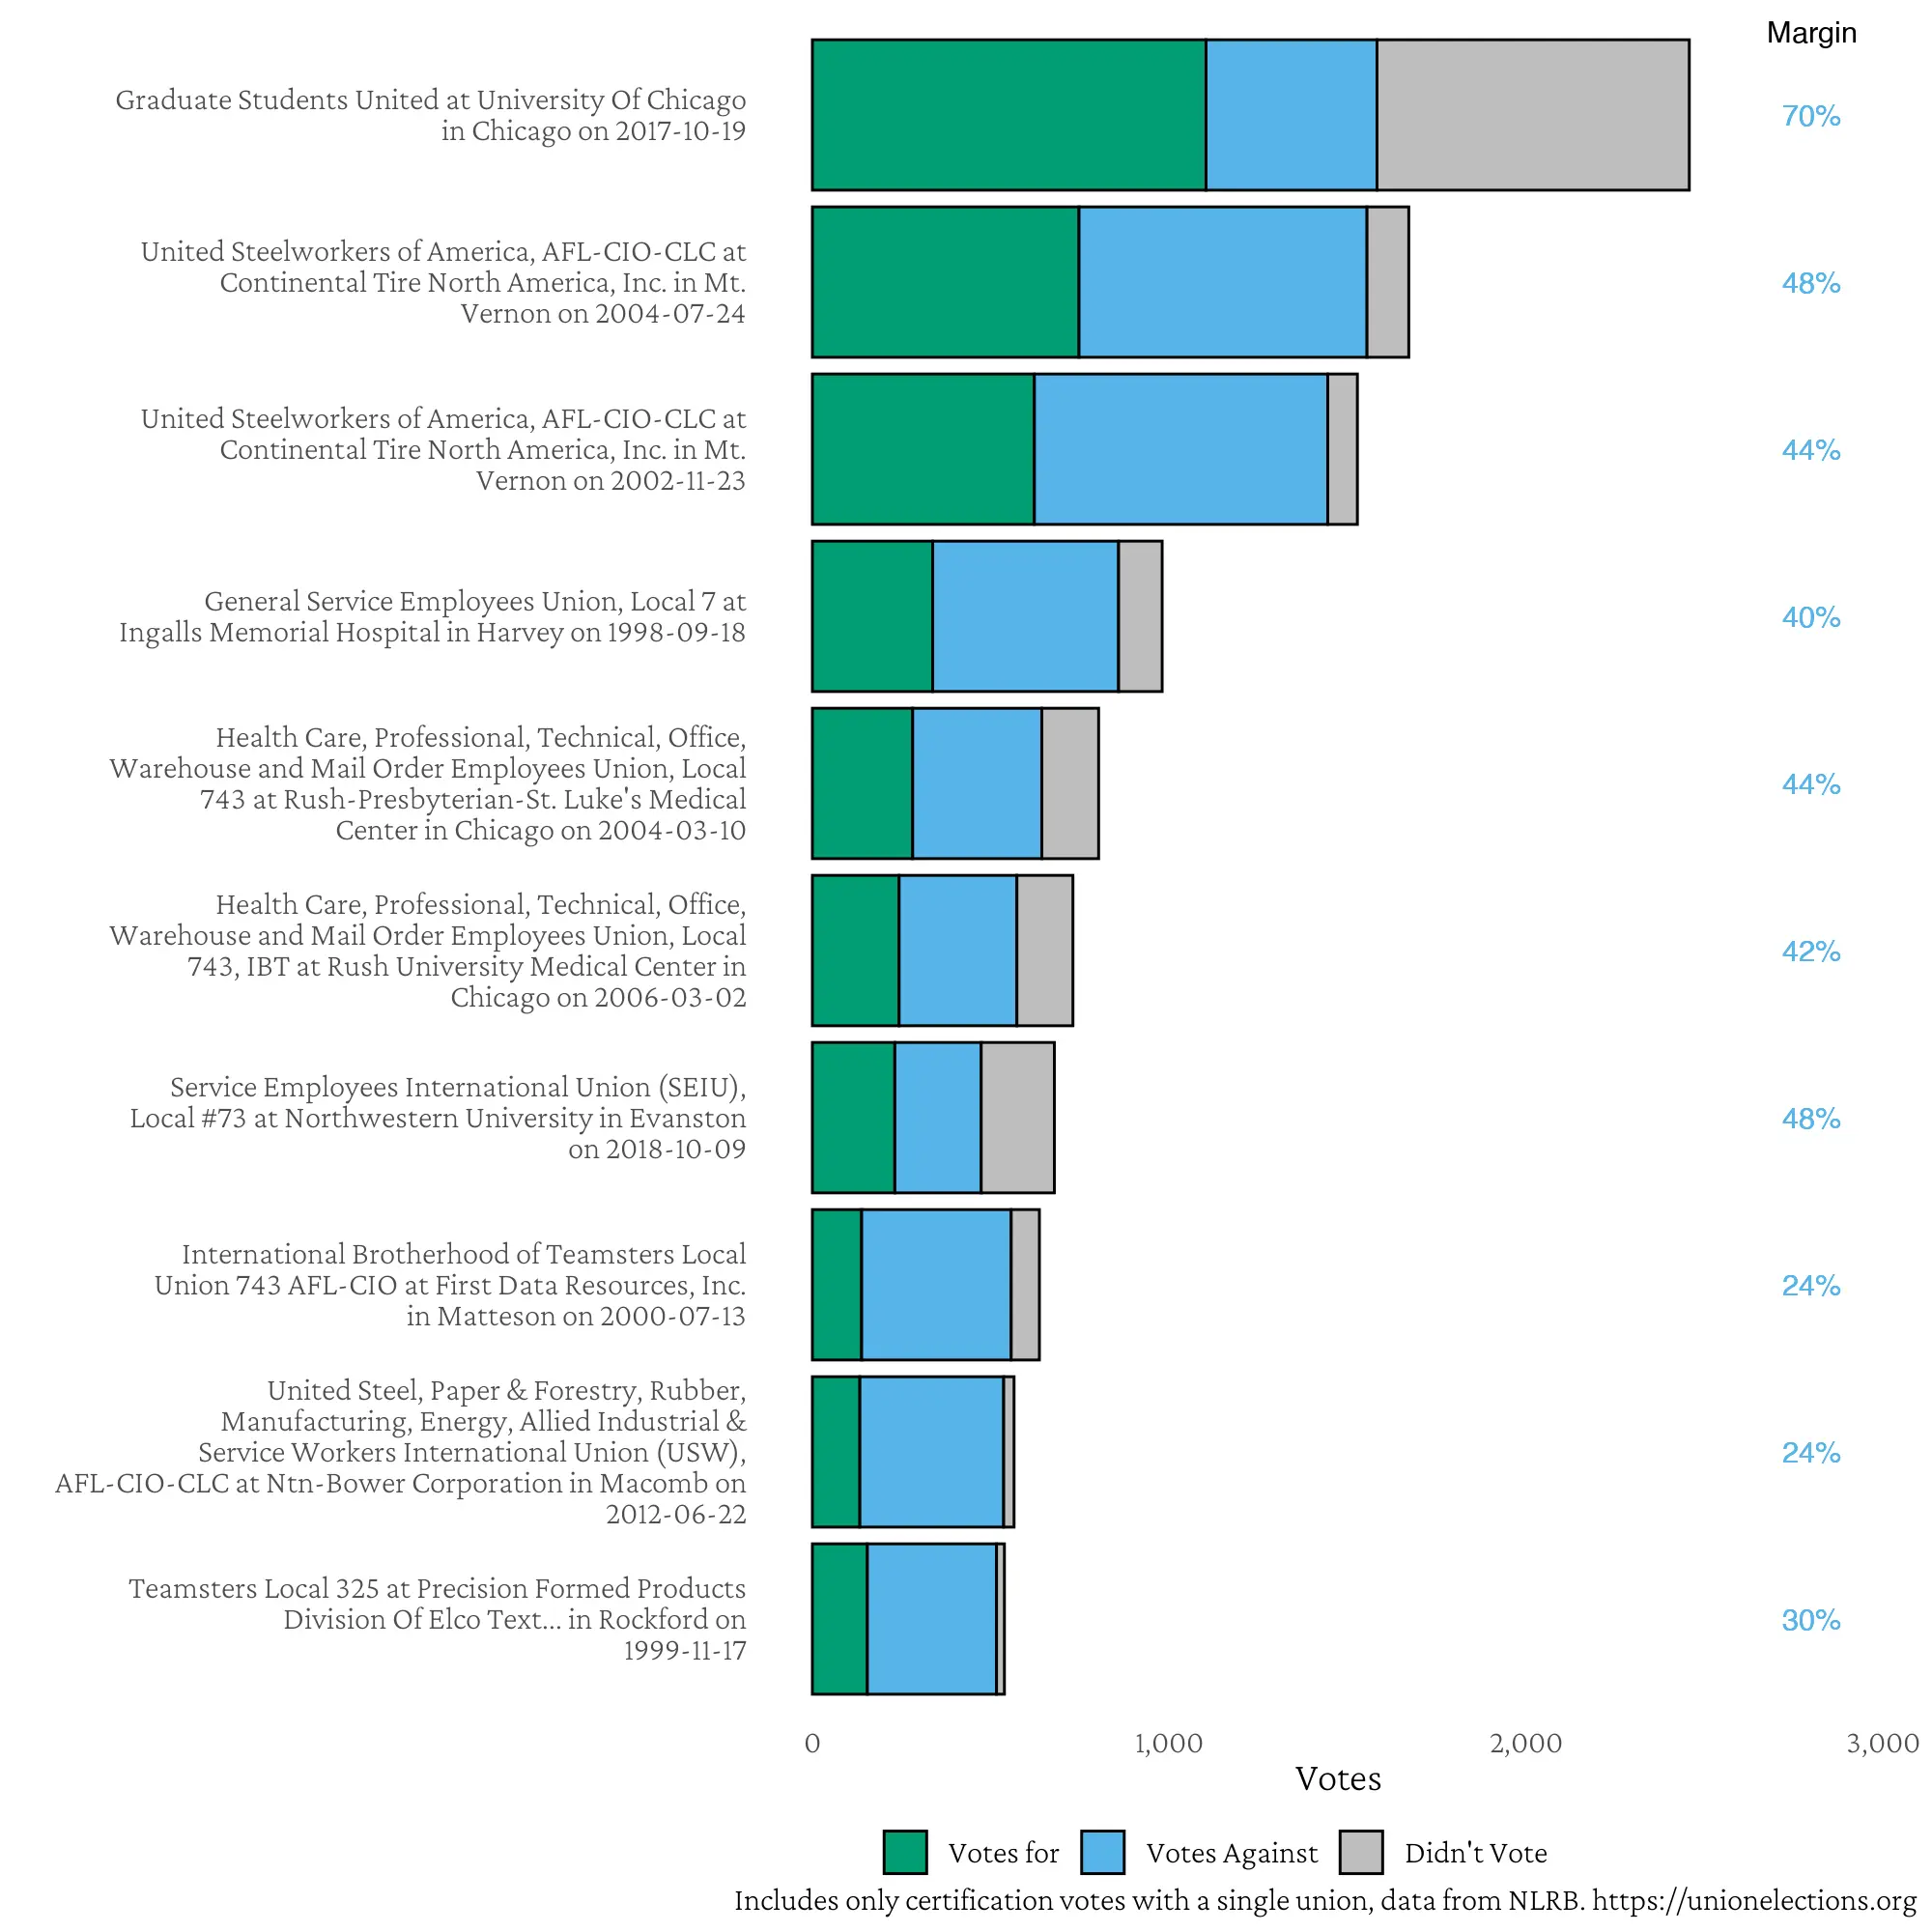 Margin
Graduate Students United at University Of Chicago
in Chicago on 2017-10-19
70%
United Steelworkers of America, AFL-CIO-CLC at
Continental Tire North America, Inc. in Mt.
Vernon on 2004-07-24
48%
United Steelworkers of America, AFL-CIO-CLC at
Continental Tire North America, Inc. in Mt.
Vernon on 2002-11-23
44%
General Service Employees Union, Local 7 at
Ingalls Memorial Hospital in Harvey on 1998-09-18
40%
Health Care, Professional, Technical, Office,
Warehouse and Mail Order Employees Union, Local
743 at Rush-Presbyterian-St. Luke's Medical
Center in Chicago on 2004-03-10
44%
Health Care, Professional, Technical, Office,
Warehouse and Mail Order Employees Union, Local
743, IBT at Rush University Medical Center in
Chicago on 2006-03-02
42%
Service Employees International Union (SEIU),
Local #73 at Northwestern University in Evanston
on 2018-10-09
48%
International Brotherhood of Teamsters Local
Union 743 AFL-CIO at First Data Resources, Inc.
in Matteson on 2000-07-13
24%
United Steel, Paper & Forestry, Rubber,
Manufacturing, Energy, Allied Industrial &
Service Workers International Union (USW),
AFL-CIO-CLC at Ntn-Bower Corporation in Macomb on
2012-06-22
24%
Teamsters Local 325 at Precision Formed Products
Division Of Elco Text... in Rockford on
1999-11-17
30%
0 1,000 2,000 3,000
Votes
Votes for Votes Against Didn't Vote
Includes only certification votes with a single union, data from NLRB. https://unionelections.org